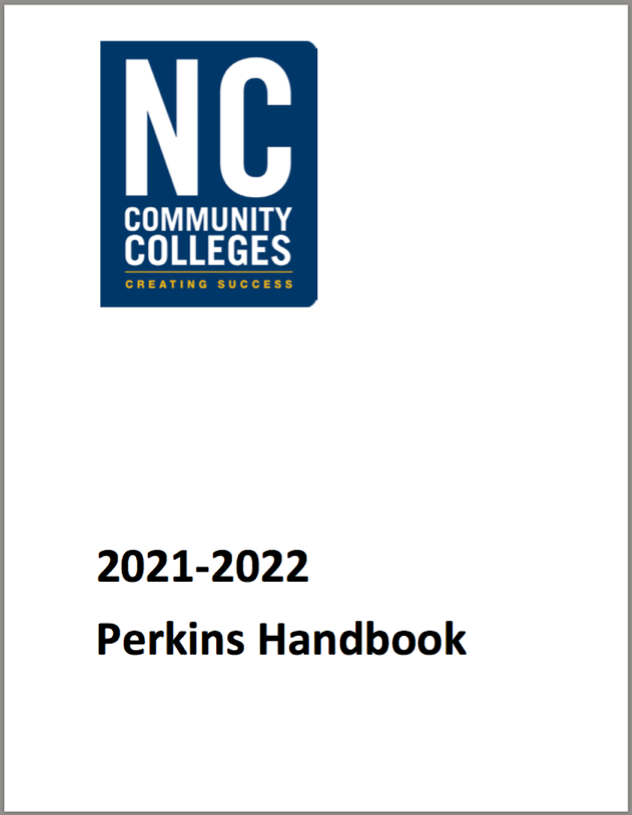 NC
COMMUNITY
COLLEGES
CREATING SUCCESS
2021-2022
Perkins Handbook